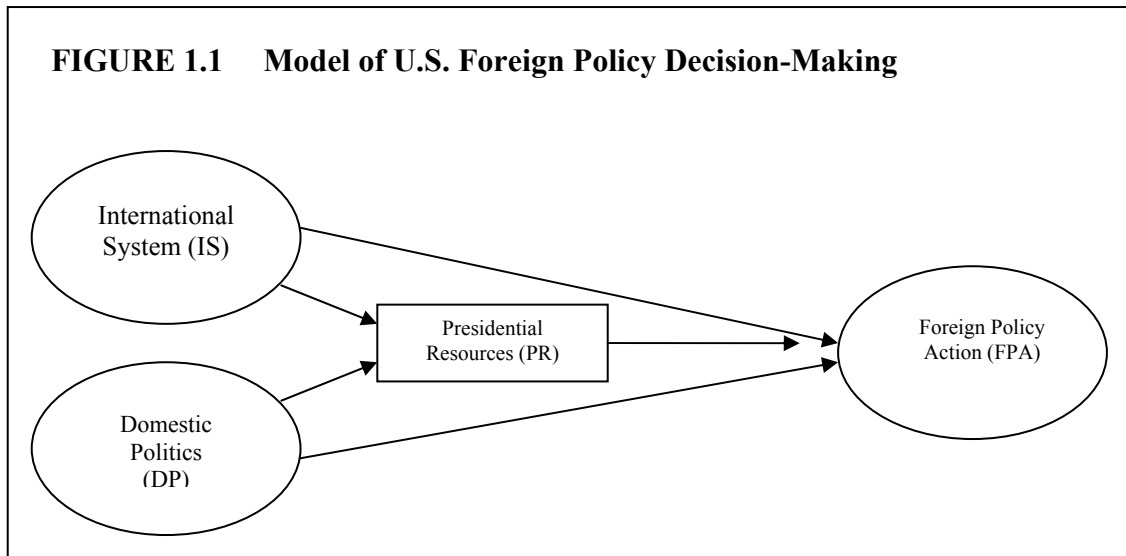 FIGURE 1.1 Model of U.S. Foreign Policy Decision-Making
International
System (IS)
Presidential
Resources (PR)
Foreign Policy
Action (FPA)
Domestic
Politics
(DP)